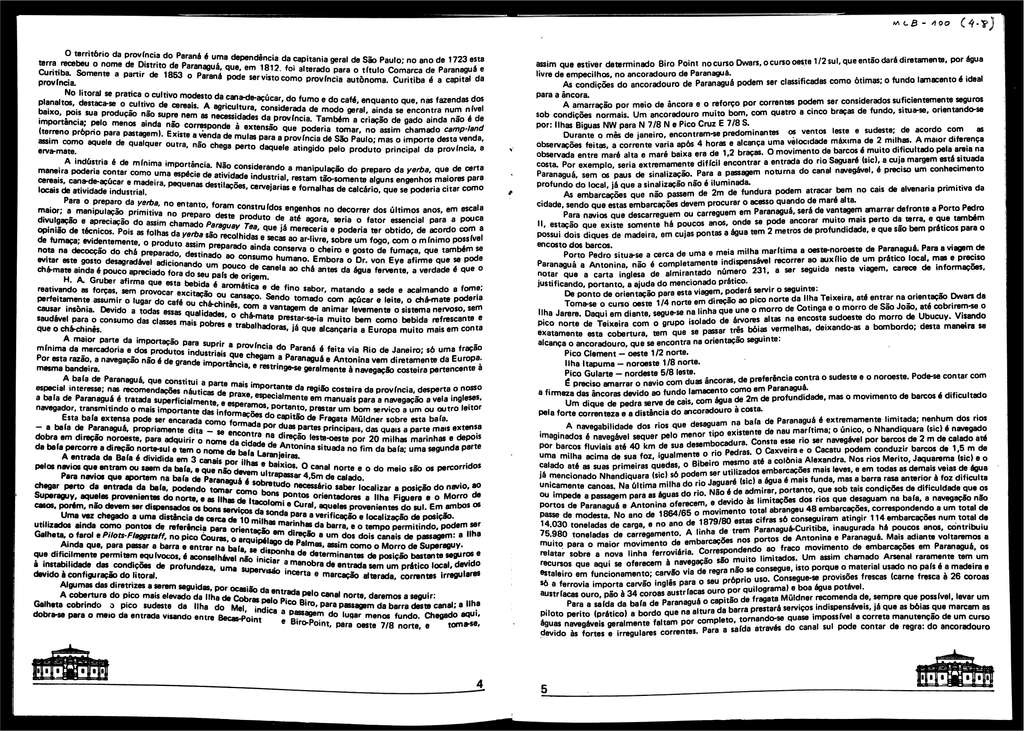 MCB - 100 (4-8)
O território da província do Paraná é uma dependência da capitania geral de São Paulo; no ano de 1723 esta
terra recebeu o nome de Distrito de Paranaguá, que, em 1812, foi alterado para o título Comarca de Paranaguá e
Curitiba. Somente a partir de 1853 o Paraná pode ser visto como província autônoma. Curitiba é a capital da
província.
No litoral se pratica o cultivo modesto da cana-de-açúcar, do fumo e do café, enquanto que, nas fazendas dos
planaltos, destaca-se o cultivo de cereais. A agricultura, considerada de modo geral, ainda se encontra num nível
baixo, pois sua produção não supre nem as necessidades da província. Também a criação de gado ainda não é de
importância; pelo menos ainda não corresponde à extensão que poderia tomar, no assim chamado camp-land
(terreno próprio para pastagem). Existe a venda de mulas para a província de São Paulo; mas o importe desta venda,
assim como aquele de qualquer outra, não chega perto daquele atingido pelo produto principal da província, a
erva-mate.
A indústria é de mínima importância. Não considerando a manipulação do preparo da yerba, que de certa
maneira poderia contar como uma espécie de atividade industrial, restam tão-somente alguns engenhos maiores para
cereais, cana-de-açúcar e madeira, pequenas destilações, cervejarias e fornalhas de calcário, que se poderia citar como
locais de atividade industrial.
Para o preparo da yerba, no entanto, foram construídos engenhos no decorrer dos últimos anos, em escala
maior; a manipulação primitiva no preparo deste produto de até agora, seria o fator essencial para a pouca
divulgação e apreciação do assim chamado Paraguay Tea, que já mereceria e poderia ter obtido, de acordo com a
opinião de técnicos. Pois as folhas da yerba são recolhidas e secas ao ar-livre, sobre um fogo, com o mínimo possível
de fumaça; evidentemente, o produto assim preparado ainda conserva o cheiro e gosto de fumaça, que também se
nota na decocção do chá preparado, destinado ao consumo humano. Embora o Dr. von Eye afirme que se pode
evitar este gosto desagradável adicionando um pouco de canela ao chá antes da água fervente, a verdade é que o
chá-mate ainda é pouco apreciado fora do seu país de origem.
H. A. Gruber afirma que esta bebida é aromática e de fino sabor, matando a sede e acalmando a fome;
reativando as forças, sem provocar excitação ou cansaço. Sendo tomado com açúcar e leite, o chá-mate poderia
perfeitamente assumir o lugar do café ou chá-chinês, com a vantagem de animar levemente o sistema nervoso, sem
causar insônia. Devido a todas essas qualidades, o chá-mate prestar-se-ia muito bem como bebida refrescante e
saudável para o consumo das classes mais pobres e trabalhadoras, já que alcançaria a Europa muito mais em conta
que o chá-chinês.
A maior parte da importação para suprir a província do Paraná é feita via Rio de Janeiro; só uma fração
mínima da mercadoria e dos produtos industriais que chegam a Paranaguá e Antonina vem diretamente da Europa.
Por esta razão, a navegação não é de grande importância, e restringe-se geralmente à navegação costeira pertencente à
mesma bandeira.
A baía de Paranaguá, que constitui a parte mais importante da região costeira da província, desperta o nosso
especial interesse; nas recomendações náuticas de praxe, especialmente em manuais para a navegação a vela ingleses,
a baía de Paranaguá é tratada superficialmente, e esperamos, portanto, prestar um bom serviço a um ou outro leitor
navegador, transmitindo o mais importante das informações do capitão de Fragata Müldner sobre esta baía.
Esta baía extensa pode ser encarada como formada por duas partes principais, das quais a parte mais extensa
— a baía de Paranaguá, propriamente dita — se encontra na direção leste-oeste por 20 milhas marinhas e depois
dobra em direção noroeste, para adquirir o nome da cidade de Antonina situada no fim da baía; uma segunda parte
da baía percorre a direção norte-sul e tem o nome de baía Laranjeiras.
A entrada da Baía é dividida em 3 canais por ilhas e baixios. O canal norte e o do meio são os percorridos
pelos navios que entram ou saem da baía, e que não devem ultrapassar 4,5m de calado.
Para navios que aportem na baía de Paranaguá é sobretudo necessário saber localizar a posição do navio, ao
chegar perto da entrada da baía, podendo tomar como bons pontos orientadores a Ilha Figuera e o Morro de
Superaguy, aqueles provenientes do norte, e as Ilhas de Itacolomi e Curral, aqueles provenientes do sul. Em ambos os
casos, porém, não devem ser dispensados os bons serviços da sonda para a verificação e localização de posição.
Uma vez chegado a uma distância de cerca de 10 milhas marinhas da barra, e o tempo permitindo, podem ser
utilizados ainda como pontos de referência para orientação em direção a um dos dois canais de passagem: a Ilha
Galheta, o farol e Pilots-Flaggstaff, no pico Couras, o arquipélago de Palmas, assim como o Morro de Superaguy.
Ainda que, para passar a barra e entrar na baía, se disponha de determinantes de posição bastante seguros e
que dificilmente permitem equívocos, é aconselhável não iniciar a manobra de entrada sem um prático local, devido
à instabilidade das condições de profundeza, uma supervisão incerta e marcação alterada, correntes irregulares
devido à configuração do litoral.
Algumas das diretrizes a serem seguidas, por ocasião da entrada pelo canal norte, daremos a seguir:
A cobertura do pico mais elevado da Ilha de Cobras pelo Pico Biro, para passagem da barra deste canal; a Ilha
Galheta cobrindo o pico sudeste da Ilha do Mel, indica a passagem do lugar menos fundo. Chegado aqui,
dobra-se para o meio da entrada visando entre Becas-Point e Biro-Point, para oeste 7/8 norte, e toma-se,
4
assim que estiver determinado Biro Point no curso Dwars, o curso oeste 1/2 sul, que então dará diretamente, por água
livre de empecilhos, no ancoradouro de Paranaguá.
As condições do ancoradouro de Paranaguá podem ser classificadas como ótimas; o fundo lamacento é ideal
para a âncora.
A amarração por meio de âncora e o reforço por correntes podem ser considerados suficientemente seguros
sob condições normais. Um ancoradouro muito bom, com quatro a cinco braças de fundo, situa-se, orientando-se
por: Ilhas Biguas NW para N 7/8 N e Pico Cruz E 7/8 S.
Durante o mês de janeiro, encontram-se predominantes os ventos leste e sudeste; de acordo com as
observações feitas, a corrente varia após 4 horas e alcança uma velocidade máxima de 2 milhas. A maior diferença
observada entre maré alta e maré baixa era de 1,2 braças. O movimento de barcos é muito dificultado pela areia na
costa. Por exemplo, seria extremamente difícil encontrar a entrada do rio Saguaré (sic), a cuja margem está situada
Paranaguá, sem os paus de sinalização. Para a passagem noturna do canal navegável, é preciso um conhecimento
profundo do local, já que a sinalização não é iluminada.
As embarcações que não passem de 2m de fundura podem atracar bem no cais de alvenaria primitiva da
cidade, sendo que estas embarcações devem procurar o acesso quando de maré alta.
Para navios que descarreguem ou carreguem em Paranaguá, será de vantagem amarrar defronte a Porto Pedro
II, estação que existe somente há poucos anos, onde se pode ancorar muito mais perto da terra, e que também
possui dois diques de madeira, em cujas pontas a água tem 2 metros de profundidade, e que são bem práticos para o
encosto dos barcos.
Porto Pedro situa-se a cerca de uma e meia milha marítima a oeste-noroeste de Paranaguá. Para a viagem de
Paranaguá a Antonina, não é completamente indispensável recorrer ao auxílio de um prático local, mas e preciso
notar que a carta inglesa de almirantado número 231, a ser seguida nesta viagem, carece de informações,
justificando, portanto, a ajuda do mencionado prático.
De ponto de orientação para esta viagem, poderá servir o seguinte:
Toma-se o curso oeste 1/4 norte em direção ao pico norte da Ilha Teixeira, até entrar na orientação Dwars da
Ilha Jarere. Daqui em diante, segue-se na linha que une o morro de Cotinga e o morro de São João, até cobrirem-se o
pico norte de Teixeira com o grupo isolado de árvores altas na encosta sudoeste do morro de Ubucuy. Visando
exatamente esta cobertura, tem que se passar três bóias vermelhas, deixando-as a bombordo; desta maneira se
alcança o ancoradouro, que se encontra na orientação seguinte:
Pico Clement — oeste 1/2 norte.
Ilha Itapuma — noroeste 1/8 norte.
Pico Gularte — nordeste 5/8 leste.
É preciso amarrar o navio com duas âncoras, de preferência contra o sudeste e o noroeste. Pode-se contar com
a firmeza das âncoras devido ao fundo lamacento como em Paranaguá.
Um dique de pedra serve de cais, com água de 2m de profundidade, mas o movimento de barcos é dificultado
pela forte correnteza e a distância do ancoradouro à costa.
A navegabilidade dos rios que desaguam na baía de Paranaguá é extremamente limitada; nenhum dos rios
imaginados é navegável sequer pelo menor tipo existente de nau marítima; o único, o Nhandiquara (sic) é navegado
por barcos fluviais até 40 km de sua desembocadura. Consta esse rio ser navegável por barcos de 2 m de calado até
uma milha acima de sua foz, igualmente o rio Pedras. O Caxveira e o Cacatu podem conduzir barcos de 1,5 m de
calado até as suas primeiras quedas, o Bibeiro mesmo até a colônia Alexandra. Nos rios Merito, Jaquarema (sic) e o
já mencionado Nhandiquara (sic) só podem ser utilizados embarcações mais leves, e em todas as demais veias de água
unicamente canoas. Na última milha do rio Jaguaré (sic) a água é mais funda, mas a barra rasa anterior à foz dificulta
ou impede a passagem para as águas do rio. Não é de admirar, portanto, que sob tais condições de dificuldade que os
portos de Paranaguá e Antonina oferecem, e devido às limitações dos rios que desaguam na baía, a navegação não
passe de modesta. No ano de 1864/65 o movimento total abrangeu 48 embarcações, correspondendo a um total de
14,030 toneladas de carga, e no ano de 1879/80 estas cifras só conseguiram atingir 114 embarcações num total de
75,980 toneladas de carregamento. A linha de trem Paranaguá-Curitiba, inaugurada há poucos anos, contribuiu
muito para o maior movimento de embarcações nos portos de Antonina e Paranaguá. Mais adiante voltaremos a
relatar sobre a nova linha ferroviária. Correspondendo ao fraco movimento de embarcações em Paranaguá, os
recursos que aqui se oferecem à navegação são muito limitados. Um assim chamado Arsenal raramente tem um
estaleiro em funcionamento; carvão via de regra não se consegue, isto porque o material usado no país é a madeira e
só a ferrovia importa carvão inglês para o seu próprio uso. Consegue-se provisões frescas (carne fresca à 26 coroas
austríacas ouro, pão à 34 coroas austríacas ouro por quilograma) e boa água potável.
Para a saída da baía de Paranaguá o capitão de fragata Müldner recomenda de, sempre que possível, levar um
piloto perito (prático) a bordo que na altura da barra prestará serviços indispensáveis, já que as bóias que marcam as
águas navegáveis geralmente faltam por completo, tornando-se quase impossível a correta manutenção de um curso
devido às fortes e irregulares correntes. Para a saída através do canal sul pode contar de regra: do ancoradouro
5